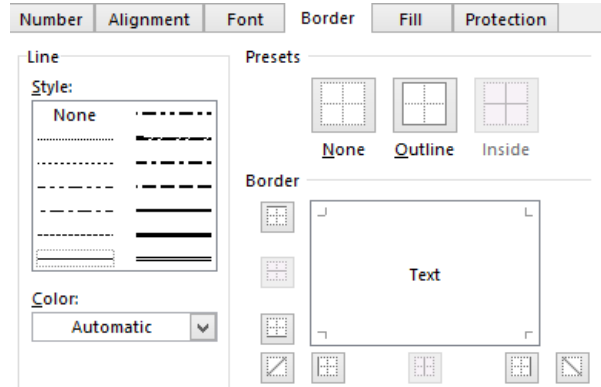 Number Alignment Font Border Fill Protection
Line
Style:
None
Color:
Automatic
Presets
None Outline Inside
Border
Text